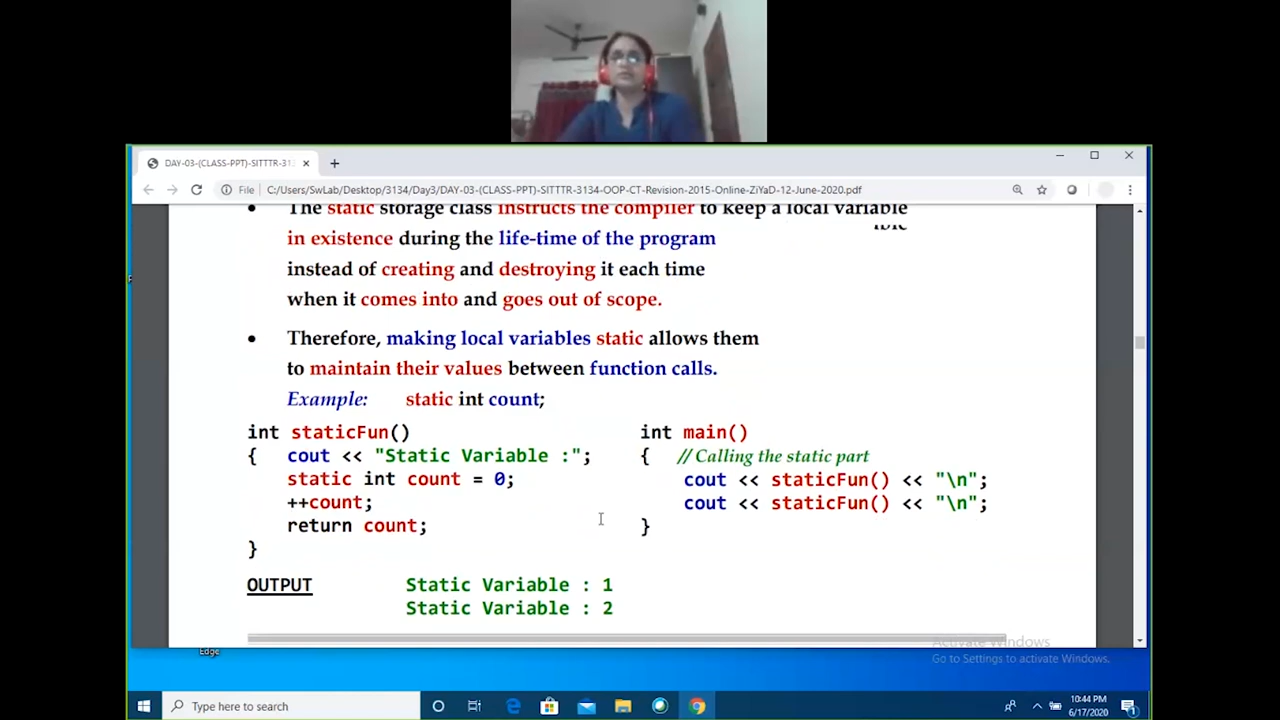 DAY-03-(CLASS-PPT)-SITTTR-313
File C:/Users/SwLab/Desktop/3134/Day3/DAY-03-(CLASS-PPT)-SITTTR-3134-OOP-CT-Revision-2015-Online-ZiYaD-12-June-2020.pdf
• The static storage class instructs the compiler to keep a local variable
in existence during the life-time of the program
instead of creating and destroying it each time
when it comes into and goes out of scope.
• Therefore, making local variables static allows them
to maintain their values between function calls.
Example: static int count;
int staticFun()
{ cout << "Static Variable :";
static int count = 0;
++count;
return count;
}
int main()
{ // Calling the static part
cout << staticFun() << "\n";
cout << staticFun() << "\n";
}
OUTPUT Static Variable : 1
Static Variable : 2
Activate Windows
Go to Settings to activate Windows.
Edge
Type here to search
10:44 PM
6/17/2020